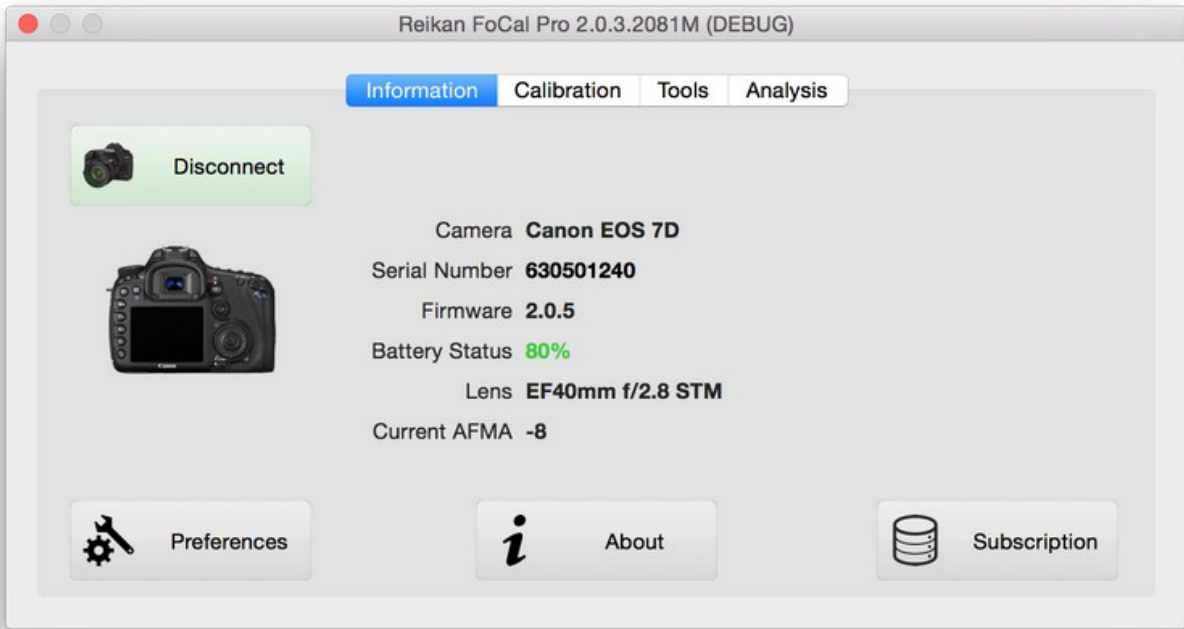 Reikan FoCal Pro 2.0.3.2081M (DEBUG)
Information Calibration Tools Analysis
Disconnect
Camera Canon EOS 7D
Serial Number 630501240
Firmware 2.0.5
Battery Status 80%
Lens EF40mm f/2.8 STM
Current AFMA -8
Canon
Preferences About Subscription